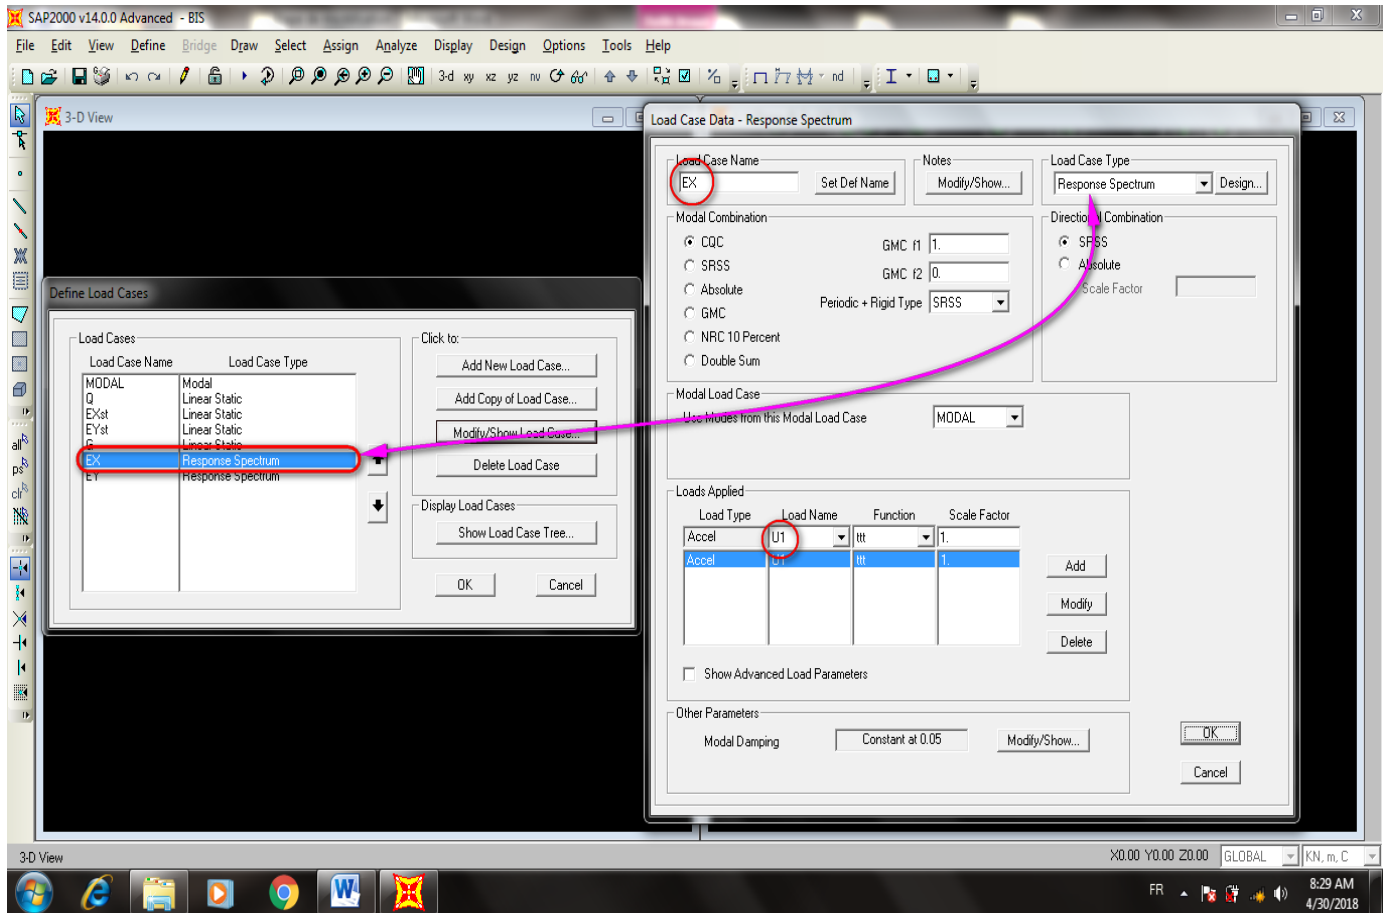 SAP2000 v14.0.0 Advanced - BIS
File Edit View Define Bridge Draw Select Assign Analyze Display Design Options Tools Help
3-d xy xz yz nv nd
3-D View
Load Case Data - Response Spectrum
Load Case Name
EX
Set Def Name
Notes
Modify/Show...
Load Case Type
Response Spectrum
Design...
Modal Combination
CQC
SRSS
Absolute
GMC
NRC 10 Percent
Double Sum
GMC f1 1.
GMC f2 0.
Periodic + Rigid Type SRSS
Directional Combination
SRSS
Absolute
Scale Factor
Modal Load Case
Use Modes from this Modal Load Case MODAL
Loads Applied
Load Type Load Name Function Scale Factor
Accel U1 ttt 1.
Accel U1 ttt 1.
Add
Modify
Delete
Show Advanced Load Parameters
Other Parameters
Modal Damping Constant at 0.05 Modify/Show...
OK
Cancel
Define Load Cases
Load Cases
Load Case Name Load Case Type
MODAL Modal
Q Linear Static
EXst Linear Static
EYst Linear Static
G Linear Static
EX Response Spectrum
EY Response Spectrum
Click to:
Add New Load Case...
Add Copy of Load Case...
Modify/Show Load Case...
Delete Load Case
Display Load Cases
Show Load Case Tree...
OK Cancel
all
ps
clr
3-D View X0.00 Y0.00 Z0.00 GLOBAL KN, m, C
FR 8:29 AM
4/30/2018